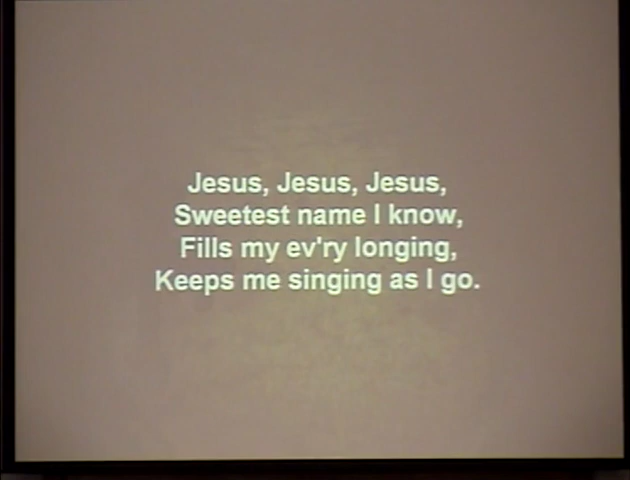 Jesus, Jesus, Jesus,
Sweetest name I know,
Fills my ev'ry longing,
Keeps me singing as I go.